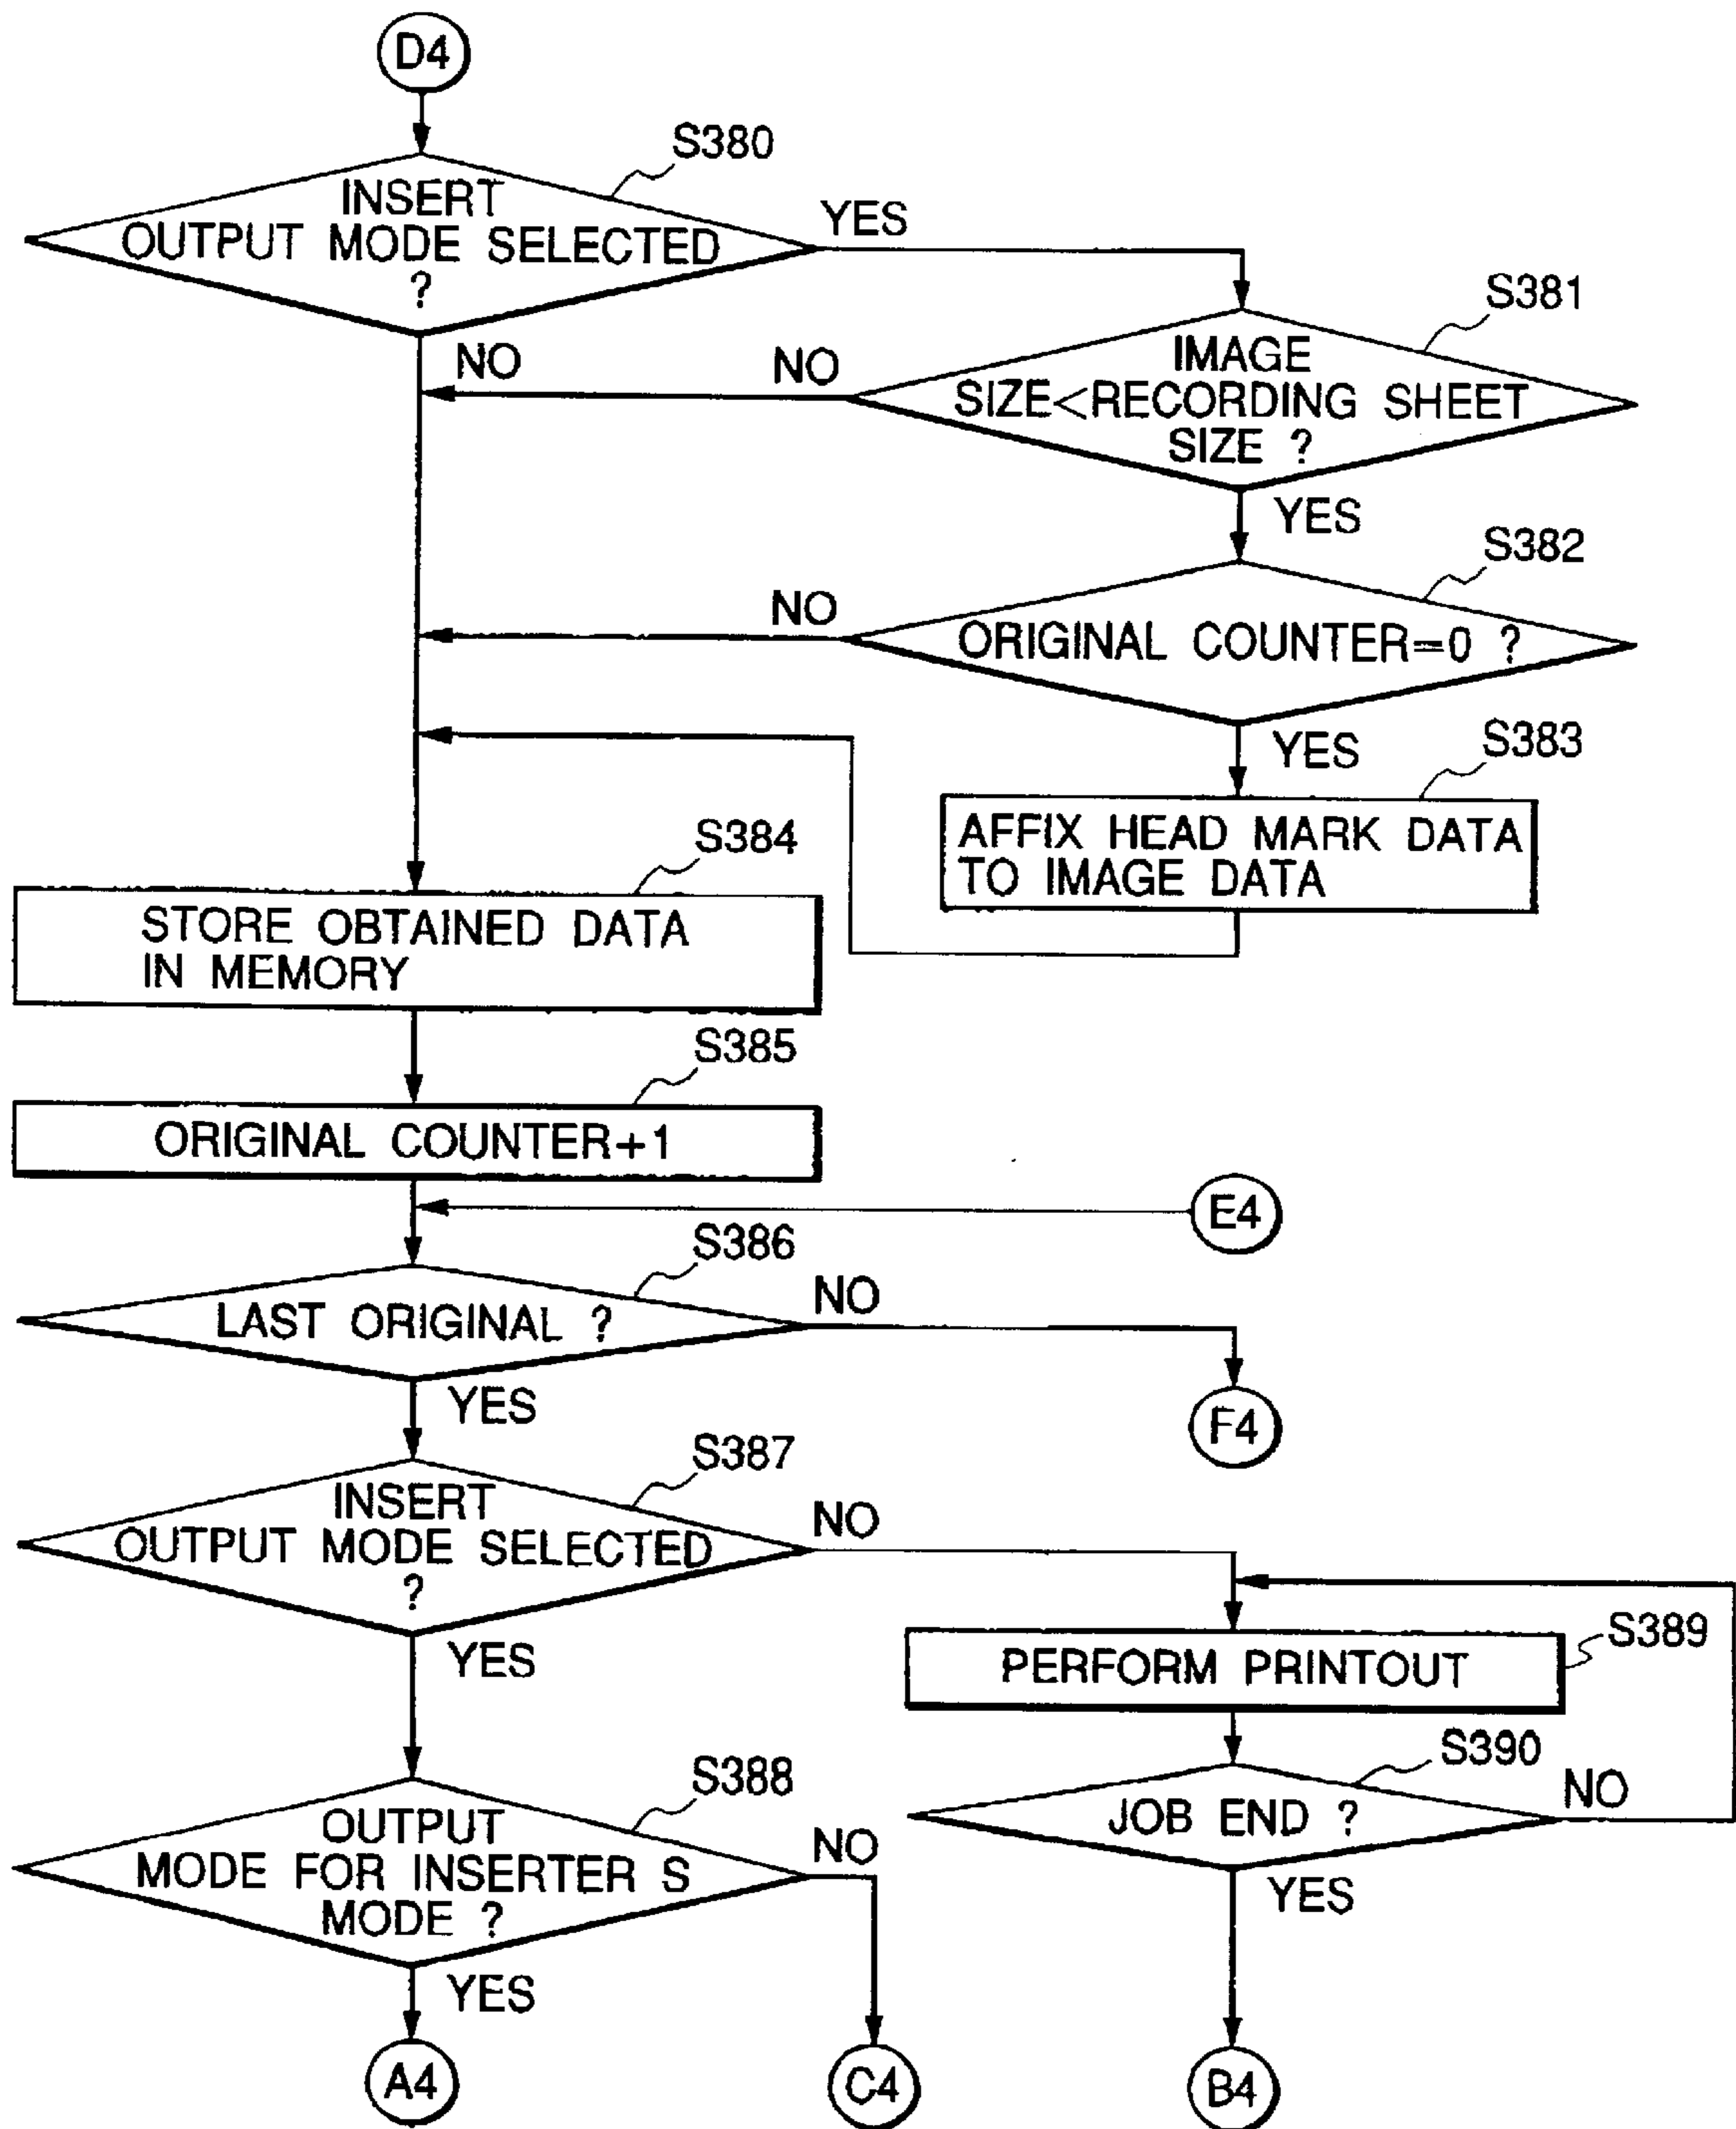 D4
S380
INSERT
OUTPUT MODE SELECTED
?
YES
NO
S381
IMAGE
SIZE<RECORDING SHEET
SIZE ?
NO
YES
S382
ORIGINAL COUNTER=0 ?
NO
YES
S383
AFFIX HEAD MARK DATA
TO IMAGE DATA
S384
STORE OBTAINED DATA
IN MEMORY
S385
ORIGINAL COUNTER+1
E4
S386
LAST ORIGINAL ?
NO
YES
F4
S387
INSERT
OUTPUT MODE SELECTED
?
NO
YES
S389
PERFORM PRINTOUT
S390
JOB END ?
NO
YES
S388
OUTPUT
MODE FOR INSERTER S
MODE ?
NO
YES
A4
C4
B4